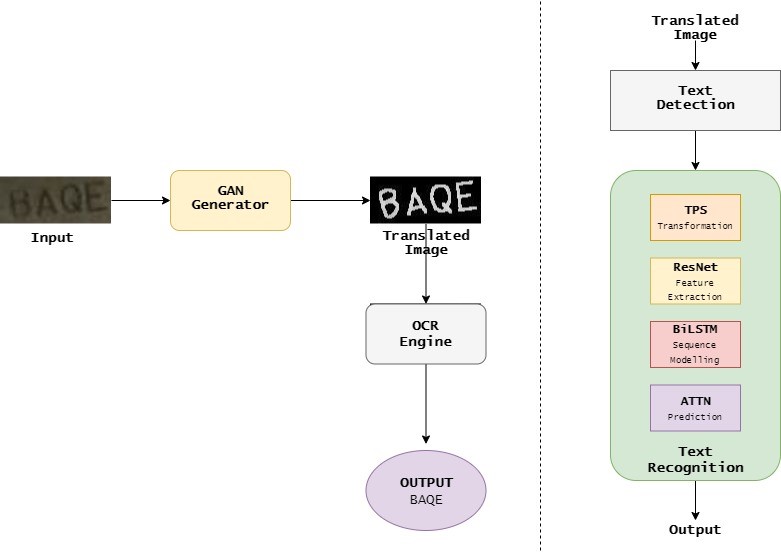 BAQE
Input
GAN
Generator
BAQE
Translated
Image
OCR
Engine
OUTPUT
BAQE
Translated
Image
Text
Detection
TPS
Transformation
ResNet
Feature
Extraction
BiLSTM
Sequence
Modelling
ATTN
Prediction
Text
Recognition
Output